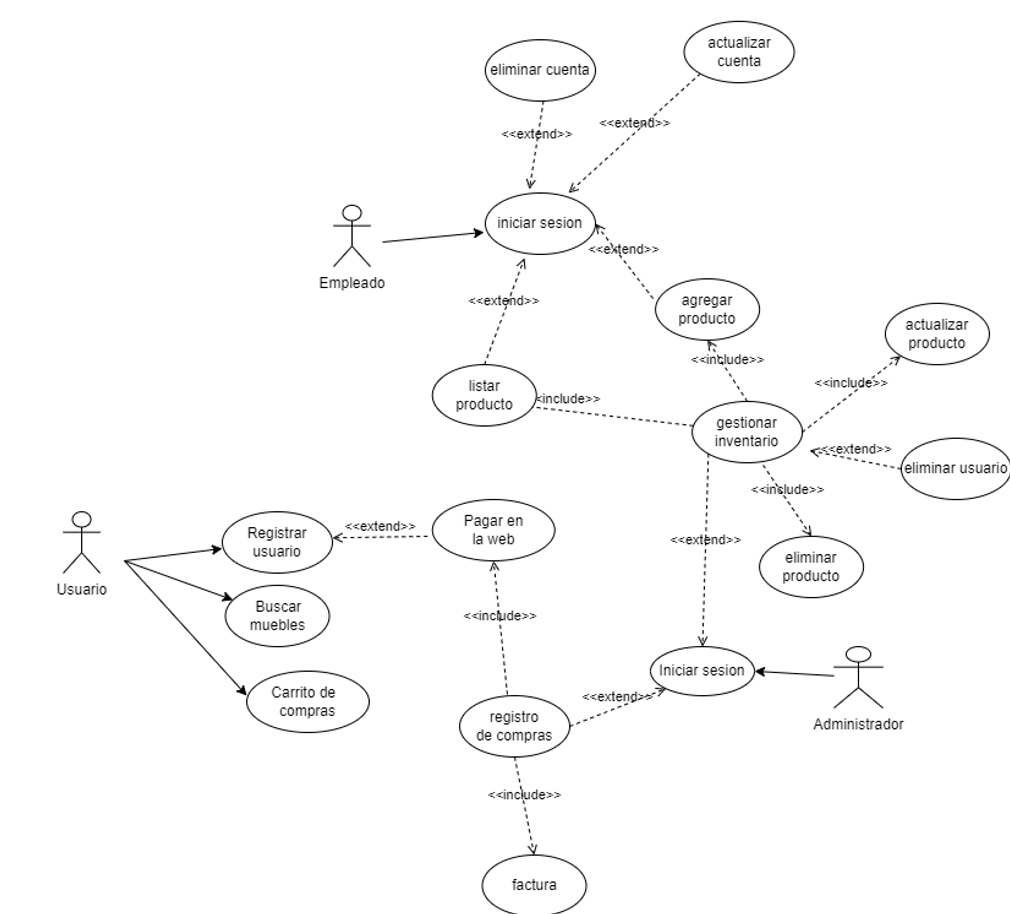 actualizar
cuenta
eliminar cuenta
<<extend>>
<<extend>>
iniciar sesion
<<extend>>
Empleado
<<extend>>
agregar
producto
actualizar
producto
<<include>>
<<include>>
listar
producto
<include>>
gestionar
inventario
<<extend>>
eliminar usuario
<<include>>
Registrar
usuario
<<extend>>
Pagar en
la web
<<extend>>
eliminar
producto
Usuario
Buscar
muebles
<<include>>
Iniciar sesion
Carrito de
compras
<<extend>>
registro
de compras
Administrador
<<include>>
factura